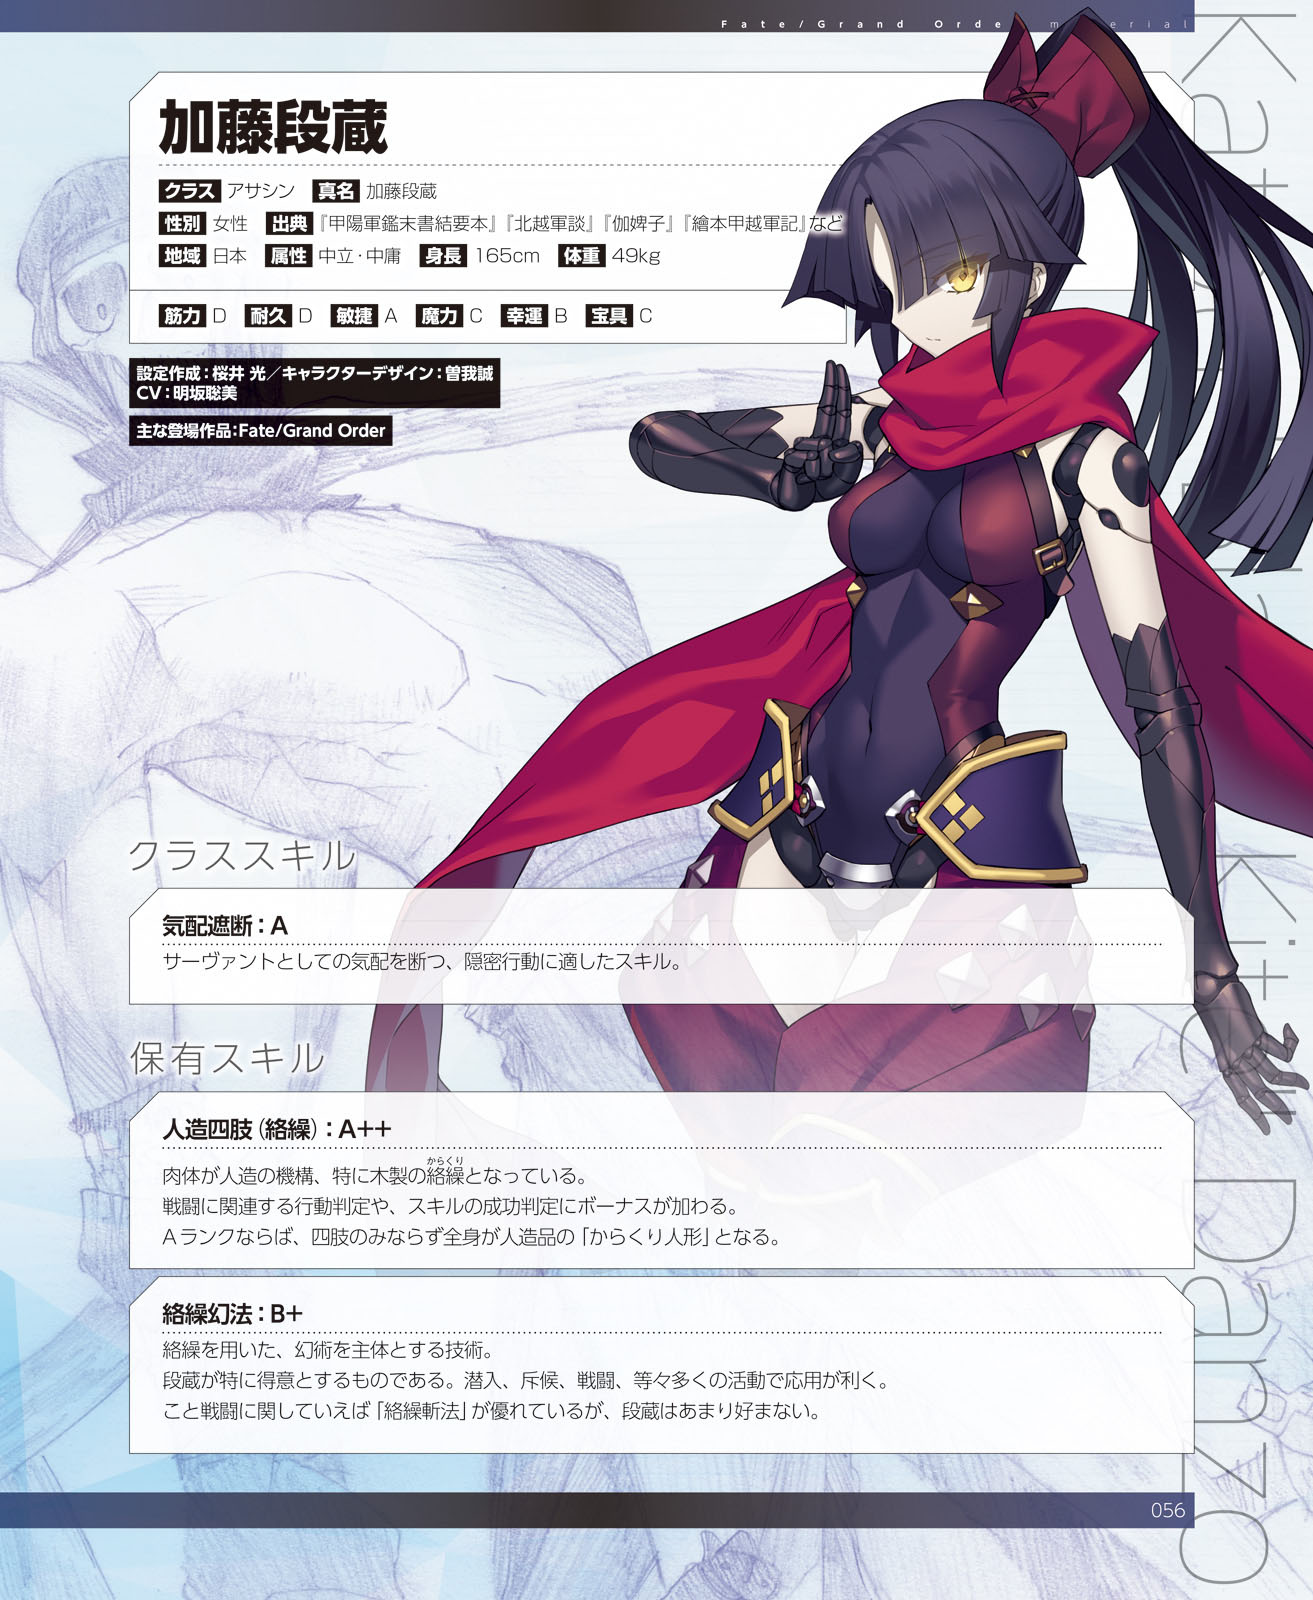 Fate/Grand Order material
加藤段蔵
クラス アサシン 真名 加藤段蔵
性別 女性 出典 『甲陽軍鑑末書結要本』『北越軍談』『伽婢子』『繪本甲越軍記』など
地域 日本 属性 中立・中庸 身長 165cm 体重 49kg
筋力 D 耐久 D 敏捷 A 魔力 C 幸運 B 宝具 C
設定作成：桜井 光／キャラクターデザイン：曽我誠
CV：明坂聡美
主な登場作品：Fate/Grand Order
クラススキル
気配遮断：A
サーヴァントとしての気配を断つ、隠密行動に適したスキル。
保有スキル
人造四肢（絡繰）：A++
からくり
肉体が人造の機構、特に木製の絡繰となっている。
戦闘に関連する行動判定や、スキルの成功判定にボーナスが加わる。
Aランクならば、四肢のみならず全身が人造品の「からくり人形」となる。
絡繰幻法：B+
絡繰を用いた、幻術を主体とする技術。
段蔵が特に得意とするものである。潜入、斥候、戦闘、等々多くの活動で応用が利く。
こと戦闘に関していえば「絡繰斬法」が優れているが、段蔵はあまり好まない。
056